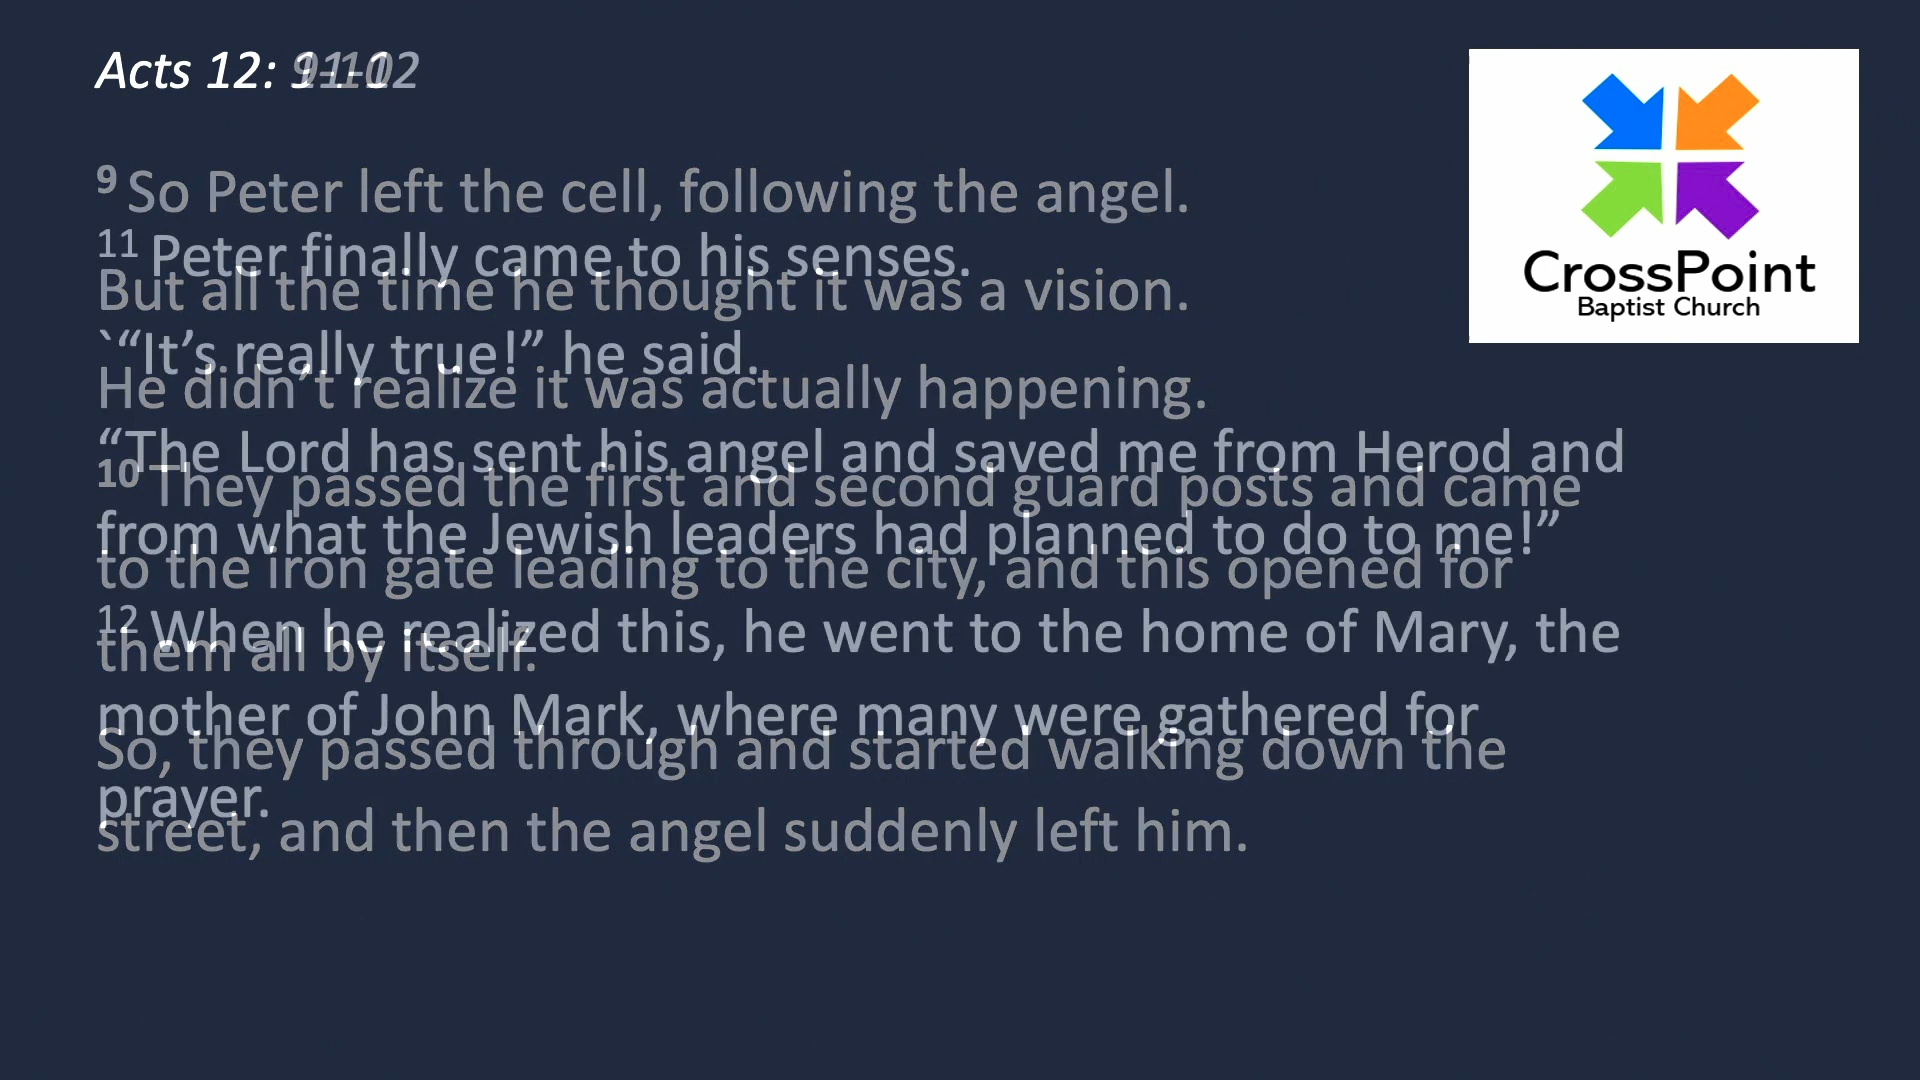 Acts 12: 9-10
⁹ So Peter left the cell, following the angel.
But all the time he thought it was a vision.
He didn’t realize it was actually happening.
¹⁰ They passed the first and second guard posts and came
to the iron gate leading to the city, and this opened for
them all by itself.
So, they passed through and started walking down the
street, and then the angel suddenly left him.
Acts 12: 11-12
¹¹ Peter finally came to his senses.
`“It’s really true!” he said.
“The Lord has sent his angel and saved me from Herod and
from what the Jewish leaders had planned to do to me!”
¹² When he realized this, he went to the home of Mary, the
mother of John Mark, where many were gathered for
prayer.
CrossPoint
Baptist Church